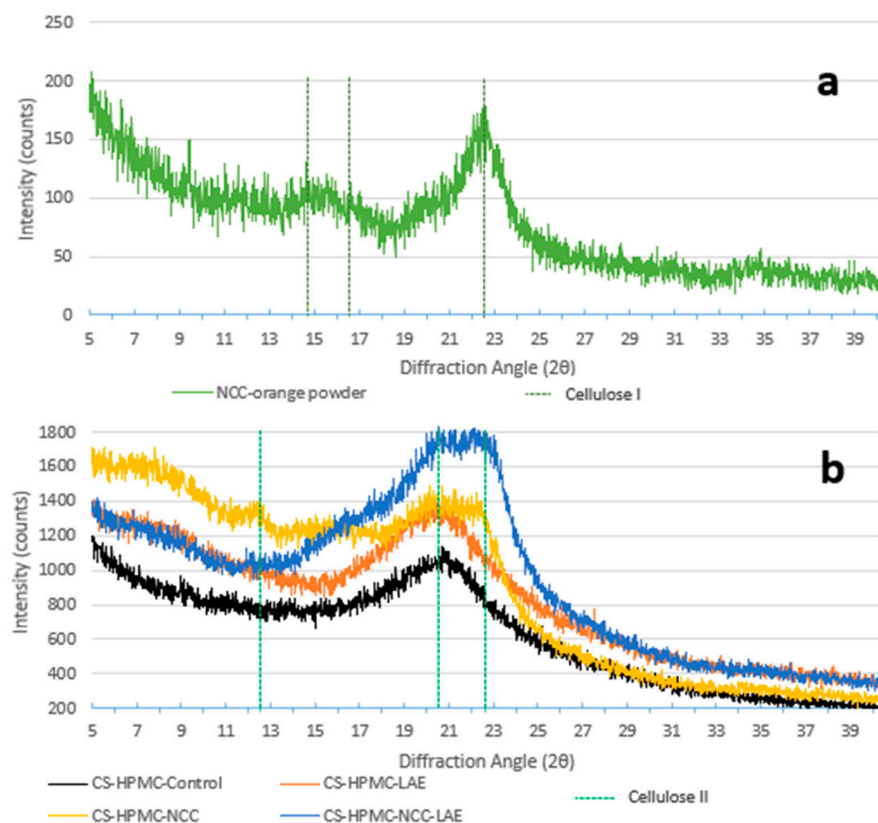 250
200
150
100
50
0
Intensity (counts)
a
5 7 9 11 13 15 17 19 21 23 25 27 29 31 33 35 37 39
Diffraction Angle (2θ)
NCC-orange powder Cellulose I
1800
1600
1400
1200
1000
800
600
400
200
Intensity (counts)
b
5 7 9 11 13 15 17 19 21 23 25 27 29 31 33 35 37 39
Diffraction Angle (2θ)
CS-HPMC-Control CS-HPMC-LAE Cellulose II
CS-HPMC-NCC CS-HPMC-NCC-LAE